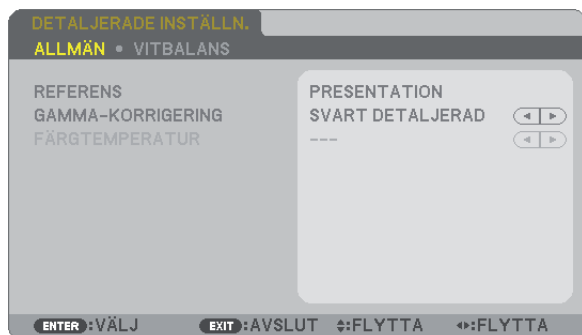 DETALJERADE INSTÄLLN.
ALLMÄN • VITBALANS
REFERENS PRESENTATION
GAMMA-KORRIGERING SVART DETALJERAD
FÄRGTEMPERATUR ---
ENTER:VÄLJ EXIT:AVSLUT :FLYTTA :FLYTTA